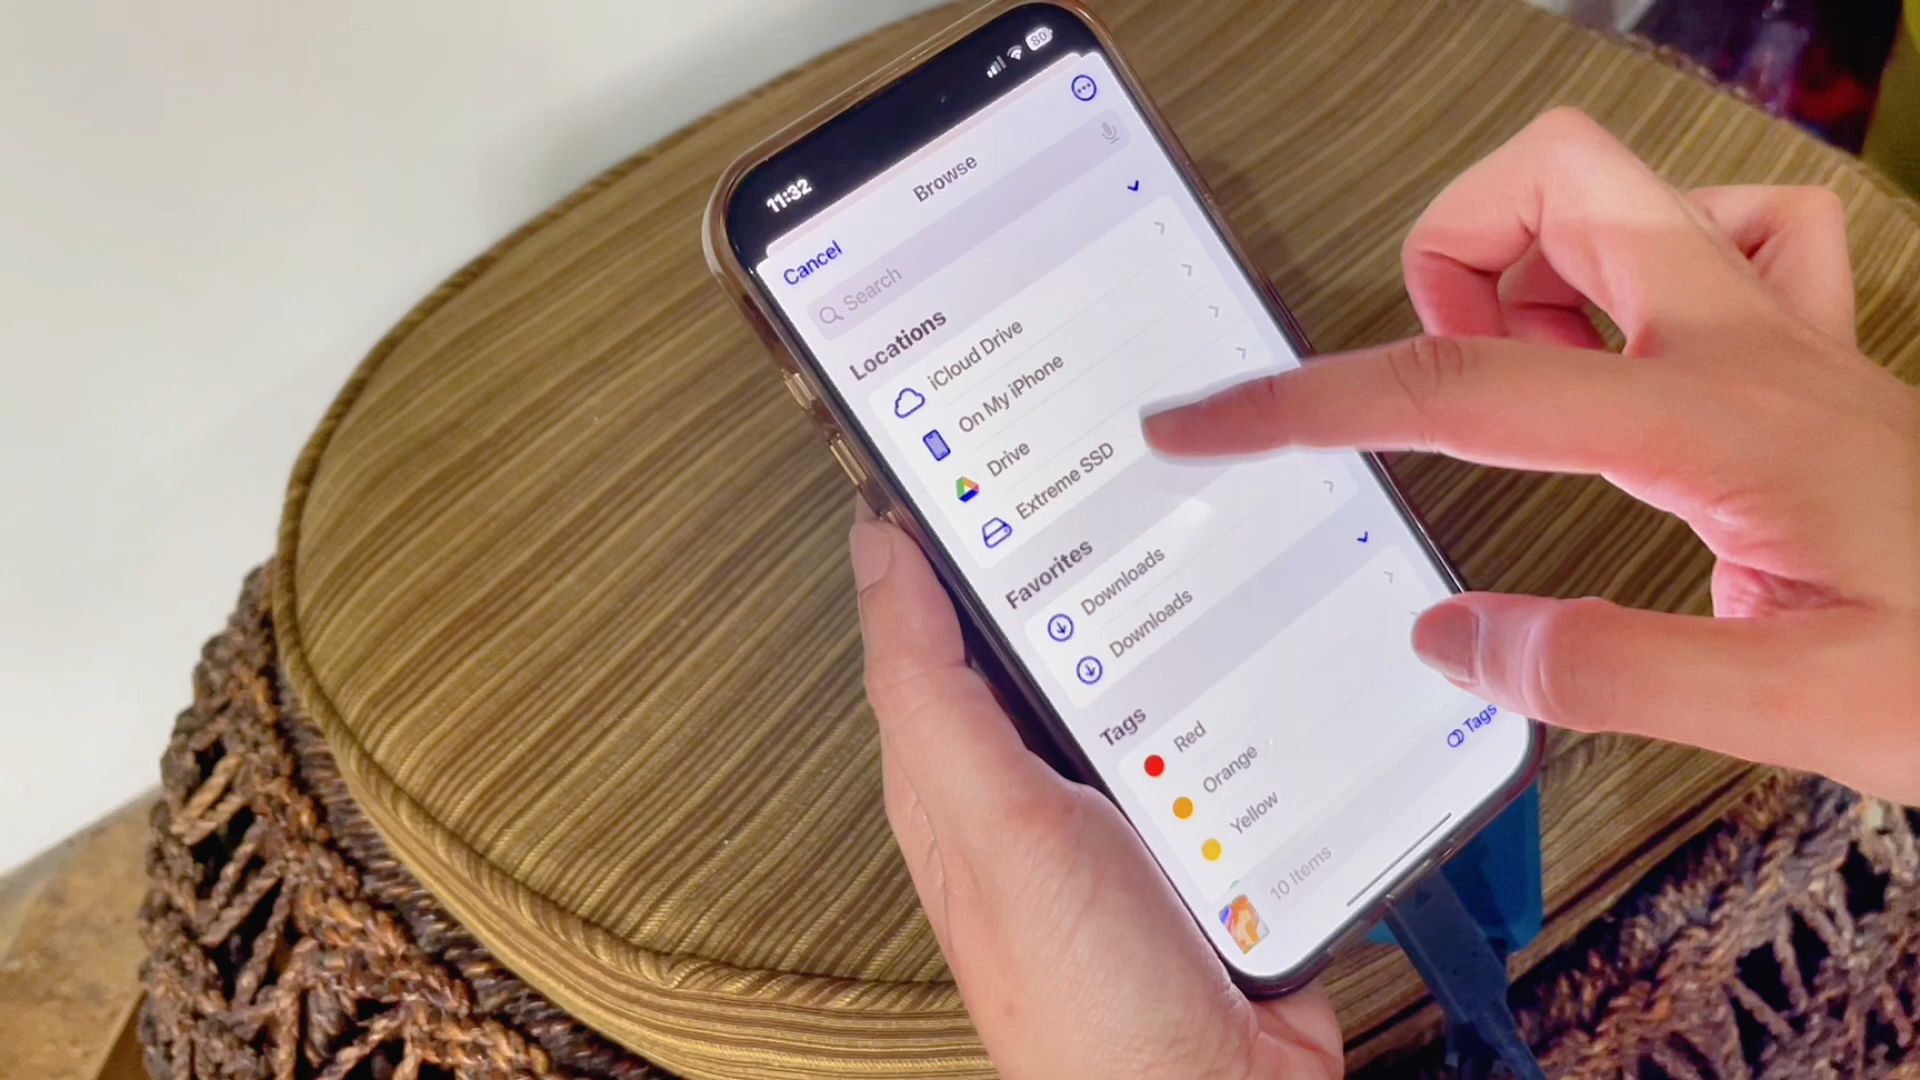 11:32
80
Cancel
Browse
Search
Locations
iCloud Drive
On My iPhone
Drive
Extreme SSD
Favorites
Downloads
Downloads
Tags
Red
Orange
Yellow
10 Items
Tags